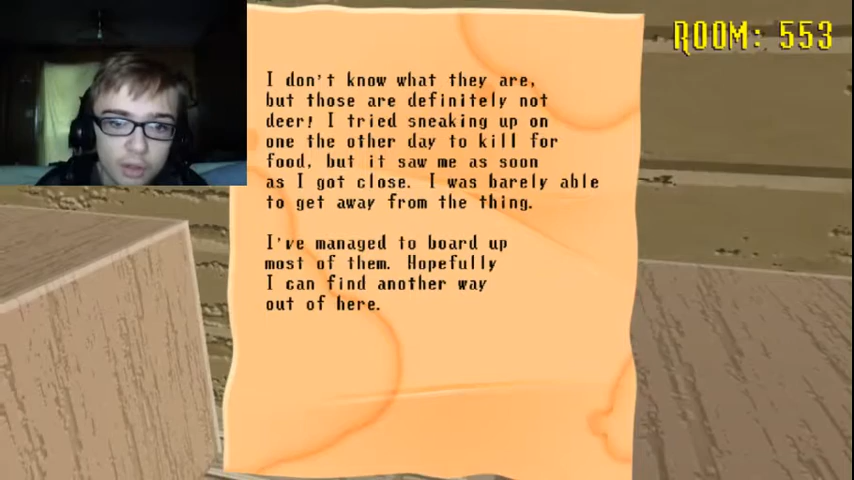 ROOM: 553
I don't know what they are,
but those are definitely not
deer! I tried sneaking up on
one the other day to kill for
food, but it saw me as soon
as I got close. I was barely able
to get away from the thing.
I've managed to board up
most of them. Hopefully
I can find another way
out of here.